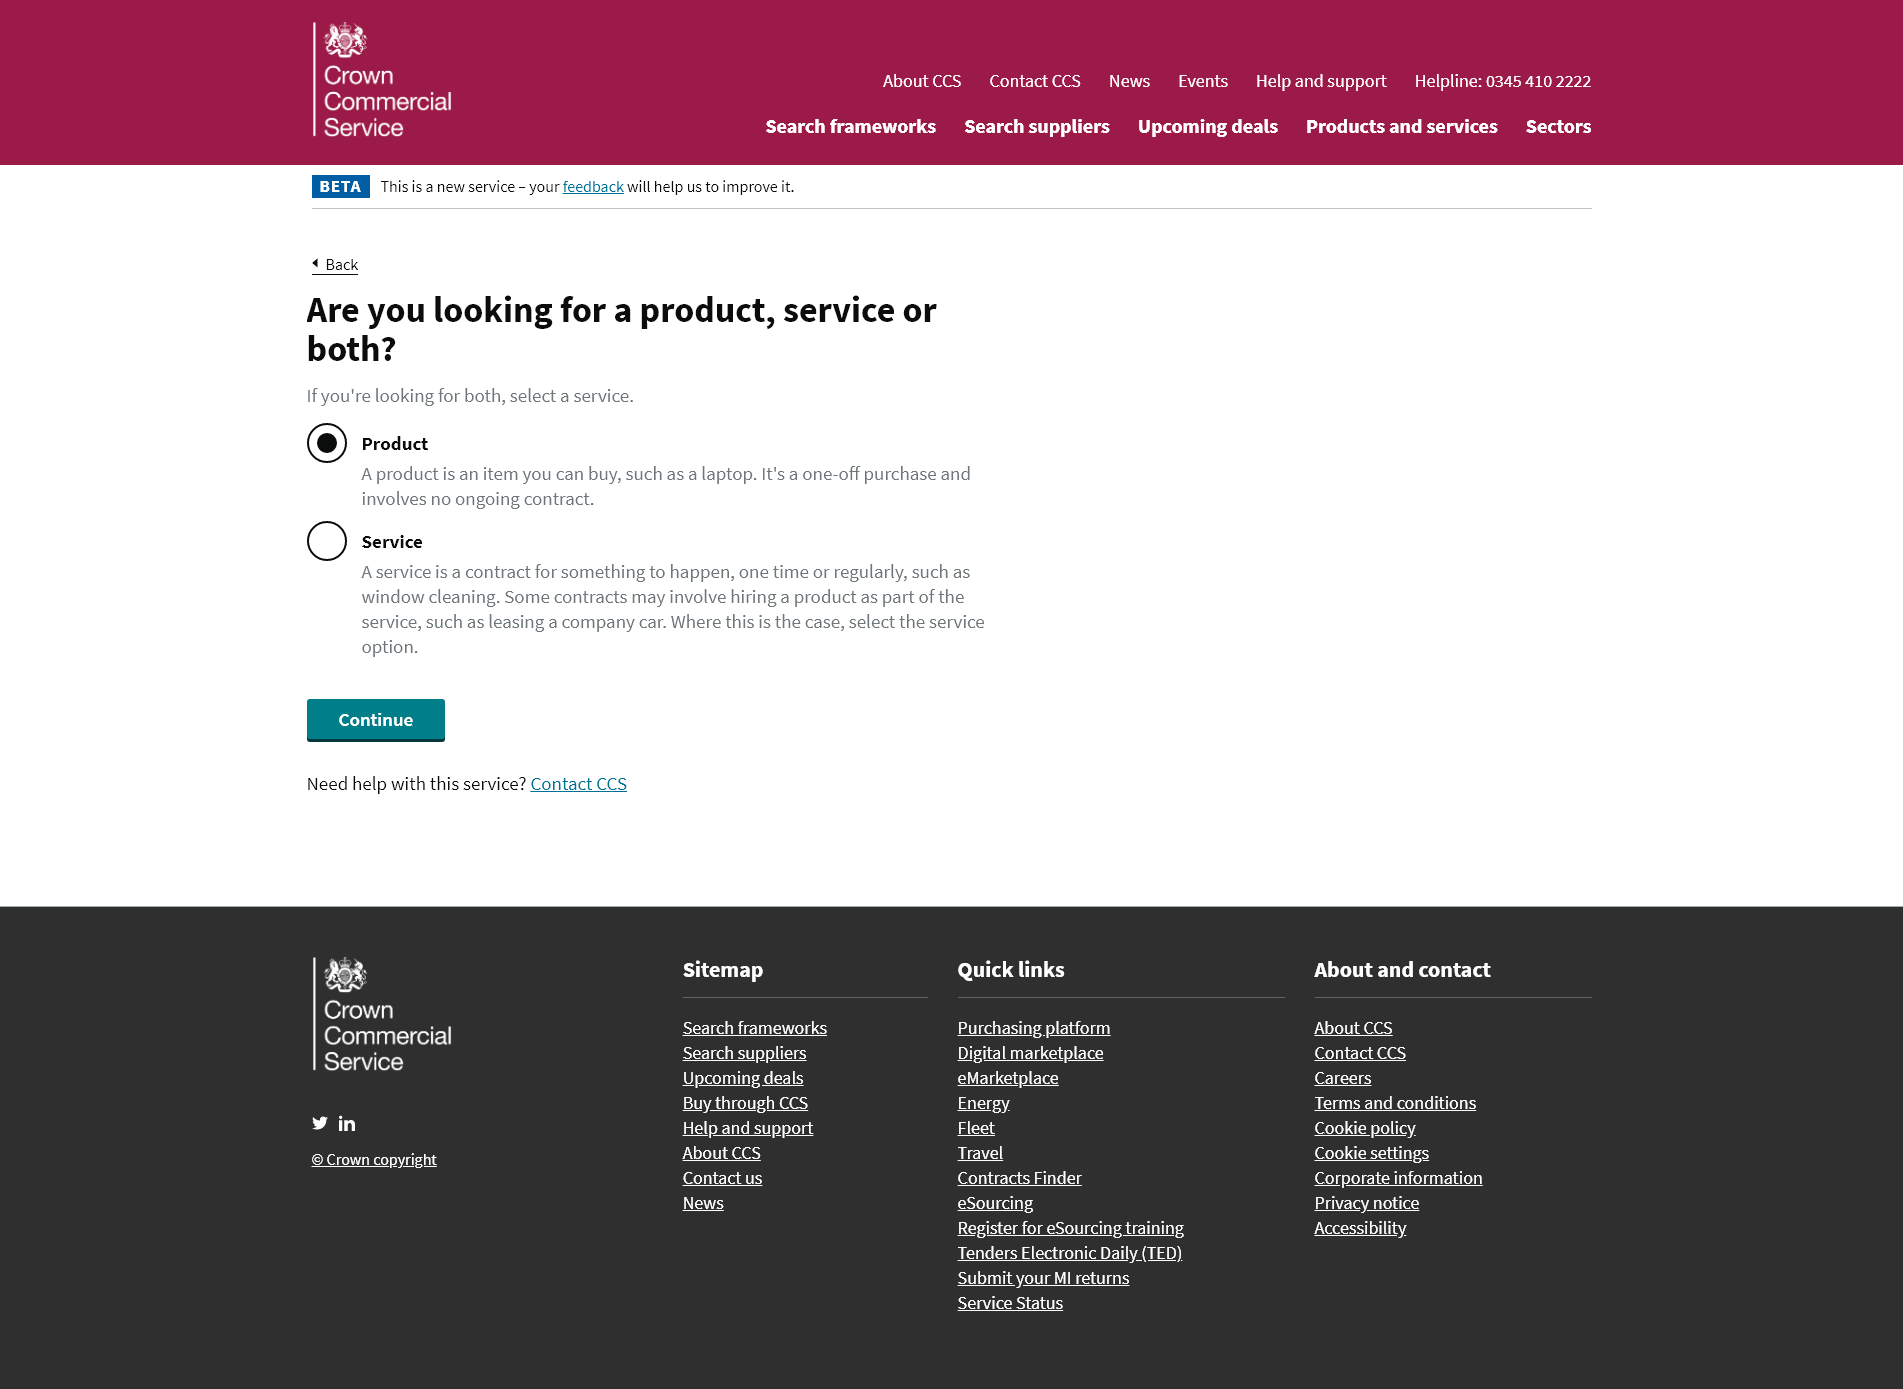 Crown
Commercial
Service
About CCS
Contact CCS
News
Events
Help and support
Helpline: 0345 410 2222
Search frameworks
Search suppliers
Upcoming deals
Products and services
Sectors
BETA
This is a new service – your feedback will help us to improve it.
Back
Are you looking for a product, service or
both?
If you're looking for both, select a service.
Product
A product is an item you can buy, such as a laptop. It's a one-off purchase and
involves no ongoing contract.
Service
A service is a contract for something to happen, one time or regularly, such as
window cleaning. Some contracts may involve hiring a product as part of the
service, such as leasing a company car. Where this is the case, select the service
option.
Continue
Need help with this service? Contact CCS
Crown
Commercial
Service
© Crown copyright
Sitemap
Search frameworks
Search suppliers
Upcoming deals
Buy through CCS
Help and support
About CCS
Contact us
News
Quick links
Purchasing platform
Digital marketplace
eMarketplace
Energy
Fleet
Travel
Contracts Finder
eSourcing
Register for eSourcing training
Tenders Electronic Daily (TED)
Submit your MI returns
Service Status
About and contact
About CCS
Contact CCS
Careers
Terms and conditions
Cookie policy
Cookie settings
Corporate information
Privacy notice
Accessibility